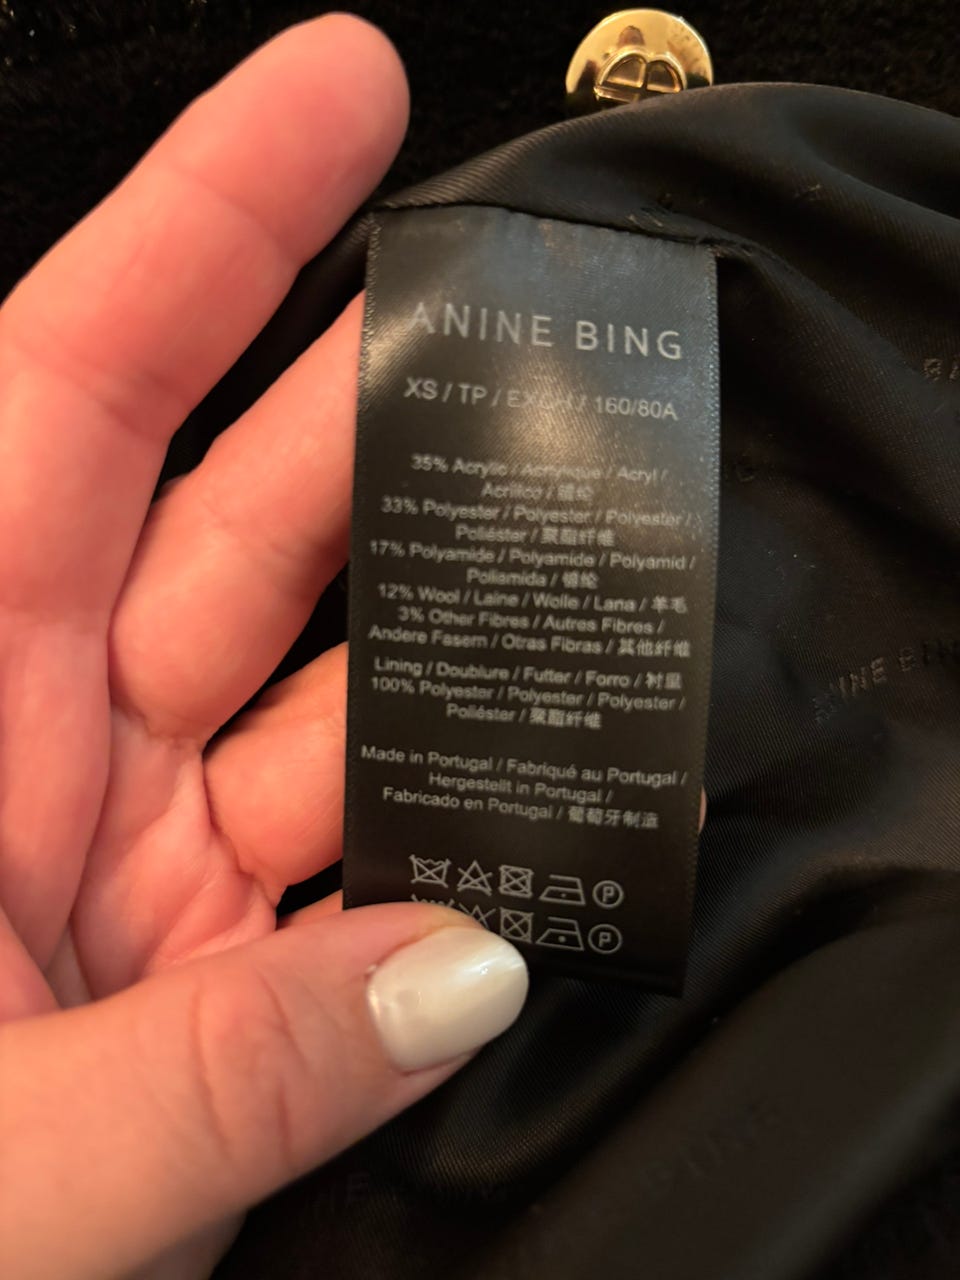 ANINE BING
XS / TP / EXCH / 160/80A
35% Acrylic / Acrylique / Acryl /
Acrílico / 腈纶
33% Polyester / Polyester / Polyester /
Poliéster / 聚酯纤维
17% Polyamide / Polyamide / Polyamid /
Poliamida / 锦纶
12% Wool / Laine / Wolle / Lana / 羊毛
3% Other Fibres / Autres Fibres /
Andere Fasern / Otras Fibras / 其他纤维
Lining / Doublure / Futter / Forro / 衬里
100% Polyester / Polyester / Polyester /
Poliéster / 聚酯纤维
Made in Portugal / Fabriqué au Portugal /
Hergestellt in Portugal /
Fabricado en Portugal / 葡萄牙制造
P
P
ANINE BIN
BING